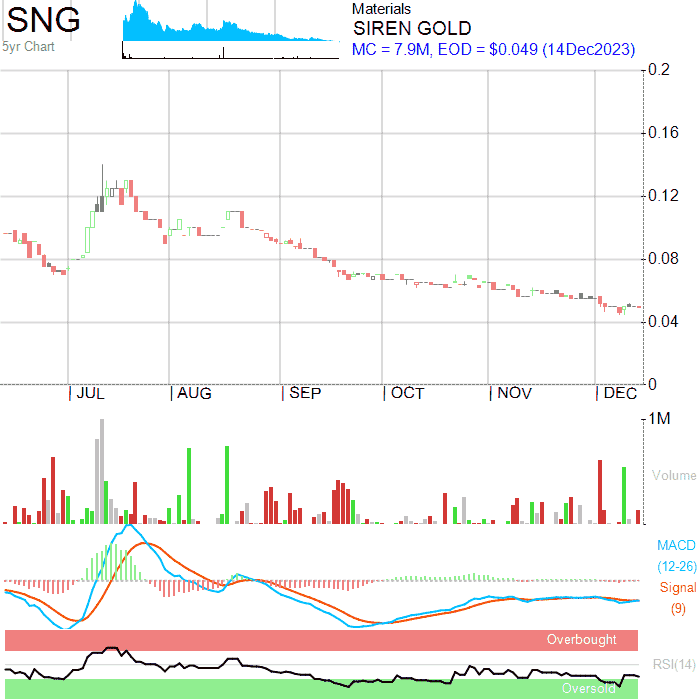 SNG
5yr Chart
Materials
SIREN GOLD
MC = 7.9M, EOD = $0.049 (14Dec2023)
0.2
0.16
0.12
0.08
0.04
0
JUL AUG SEP OCT NOV DEC
1M
Volume
MACD
(12-26)
Signal
(9)
Overbought
RSI(14)
Oversold